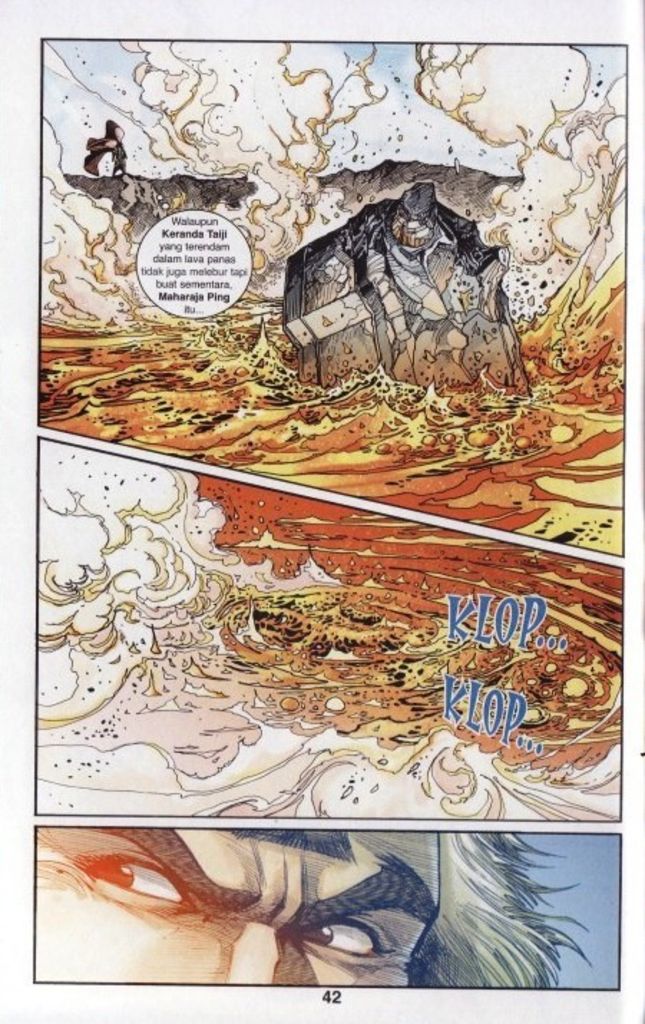 Walaupun
Keranda Taiji
yang terendam
dalam lava panas
tidak juga melebur tapi
buat sementara,
Maharaja Ping
itu...
KLOP...
KLOP...
42